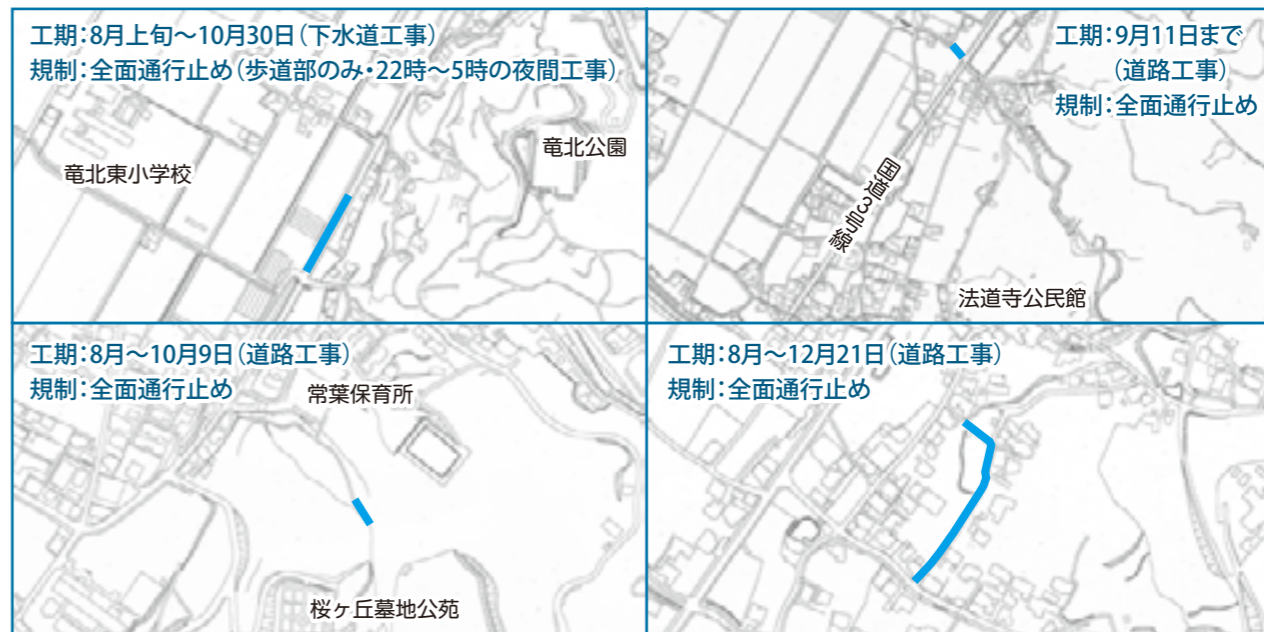 工期：8月上旬～10月30日（下水道工事）
規制：全面通行止め（歩道部のみ・22時～5時の夜間工事）
竜北公園
竜北東小学校
工期：9月11日まで
（道路工事）
規制：全面通行止め
国道3号線
法道寺公民館
工期：8月～10月9日（道路工事）
規制：全面通行止め
常葉保育所
桜ヶ丘墓地公苑
工期：8月～12月21日（道路工事）
規制：全面通行止め